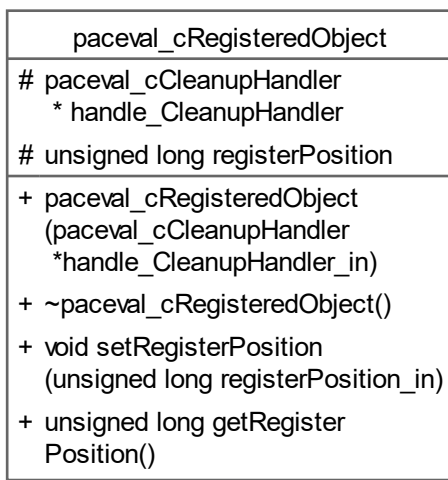 paceval_cRegisteredObject
# paceval_cCleanupHandler
* handle_CleanupHandler
# unsigned long registerPosition
+ paceval_cRegisteredObject
(paceval_cCleanupHandler
*handle_CleanupHandler_in)
+ ~paceval_cRegisteredObject()
+ void setRegisterPosition
(unsigned long registerPosition_in)
+ unsigned long getRegister
Position()